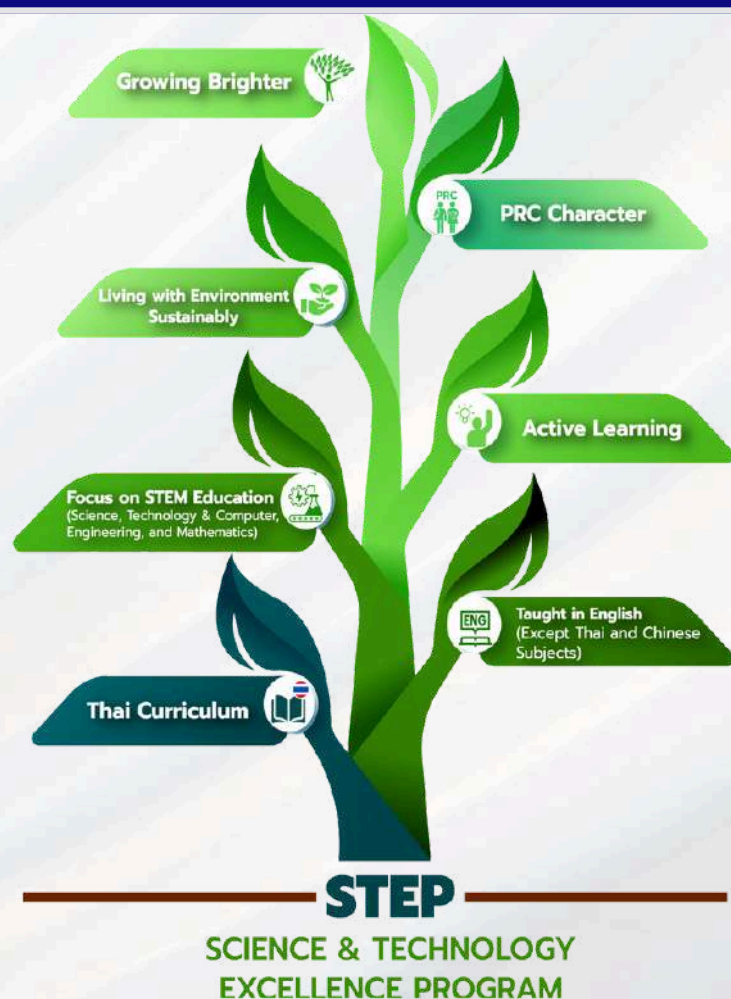 Growing Brighter
PRC
PRC Character
Living with Environment
Sustainably
Active Learning
Focus on STEM Education
(Science, Technology & Computer,
Engineering, and Mathematics)
ENG
Taught in English
(Except Thai and Chinese
Subjects)
Thai Curriculum
STEP
SCIENCE & TECHNOLOGY
EXCELLENCE PROGRAM